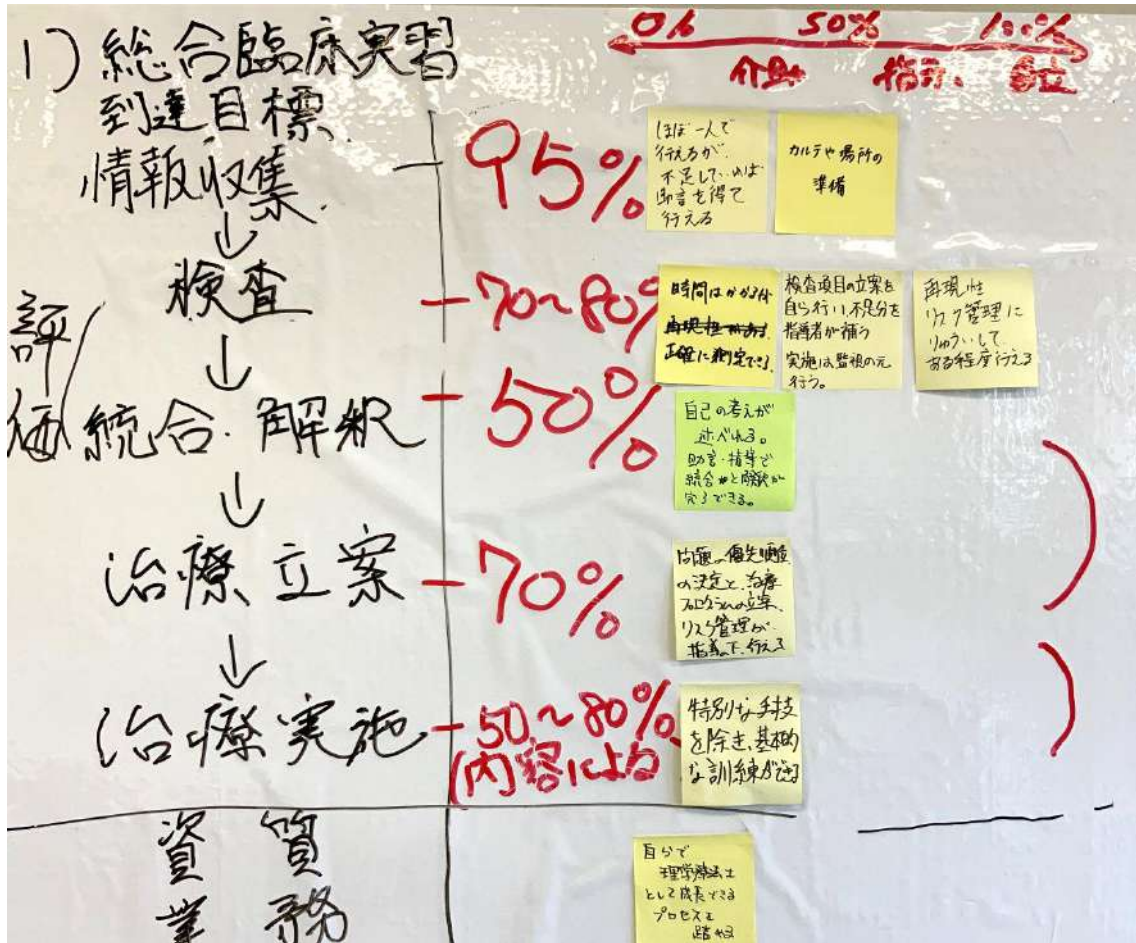 1) 総合臨床実習
到達目標
0% 50% 100%
介助 指示 自立
情報収集 95%
ほぼ一人で
行えるが、
不足していれば
助言を得て
行える
カルテや場所の
準備
評価
検査 70~80%
時間はかかるが
再現性があり
正確に測定できる
検査項目の立案を
自ら行い不足分を
指導者が補う
実施は監視の元
行う。
再現性
リスク管理に
りゅういして
ある程度行える
統合・解釈 50%
自己の考えが
述べれる。
助言・指導で
統合と解釈が
完了できる。
治療立案 70%
問題の優先順位
の決定と、治療
プログラムの立案、
リスク管理が
指導の下、行える
治療実施 50~80%
(内容による
特別な手技
を除き、基本的
な訓練が
資質
業務
自分で
理学療法士
として成長できる
プロセスを
踏める